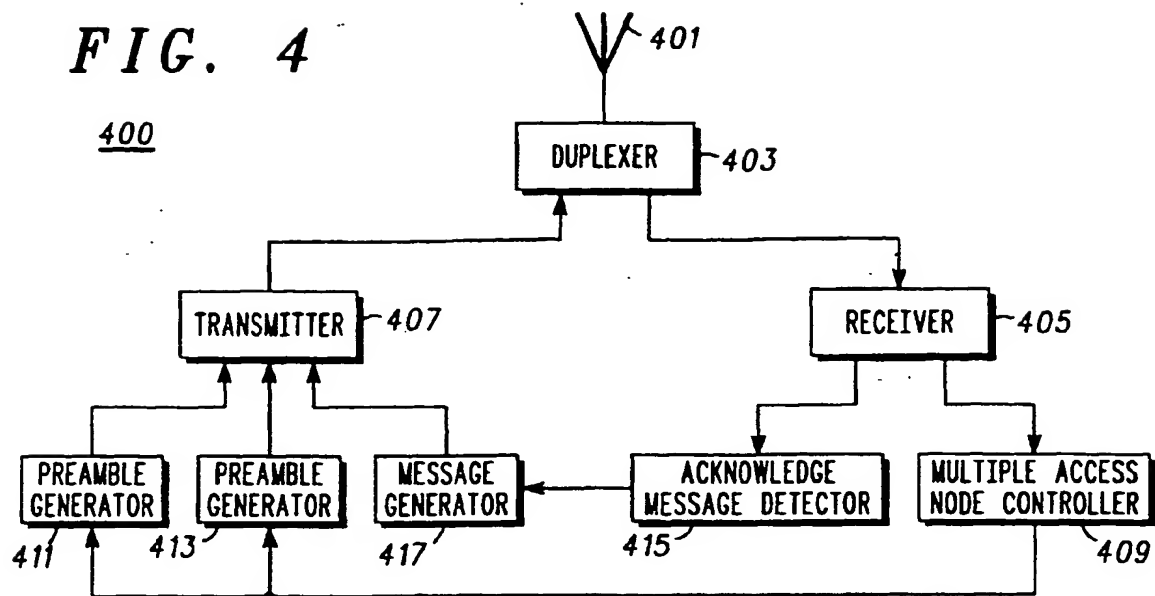 FIG. 4
400
401
DUPLEXER
403
TRANSMITTER
407
RECEIVER
405
PREAMBLE
GENERATOR
411
PREAMBLE
GENERATOR
413
MESSAGE
GENERATOR
417
ACKNOWLEDGE
MESSAGE DETECTOR
415
MULTIPLE ACCESS
NODE CONTROLLER
409